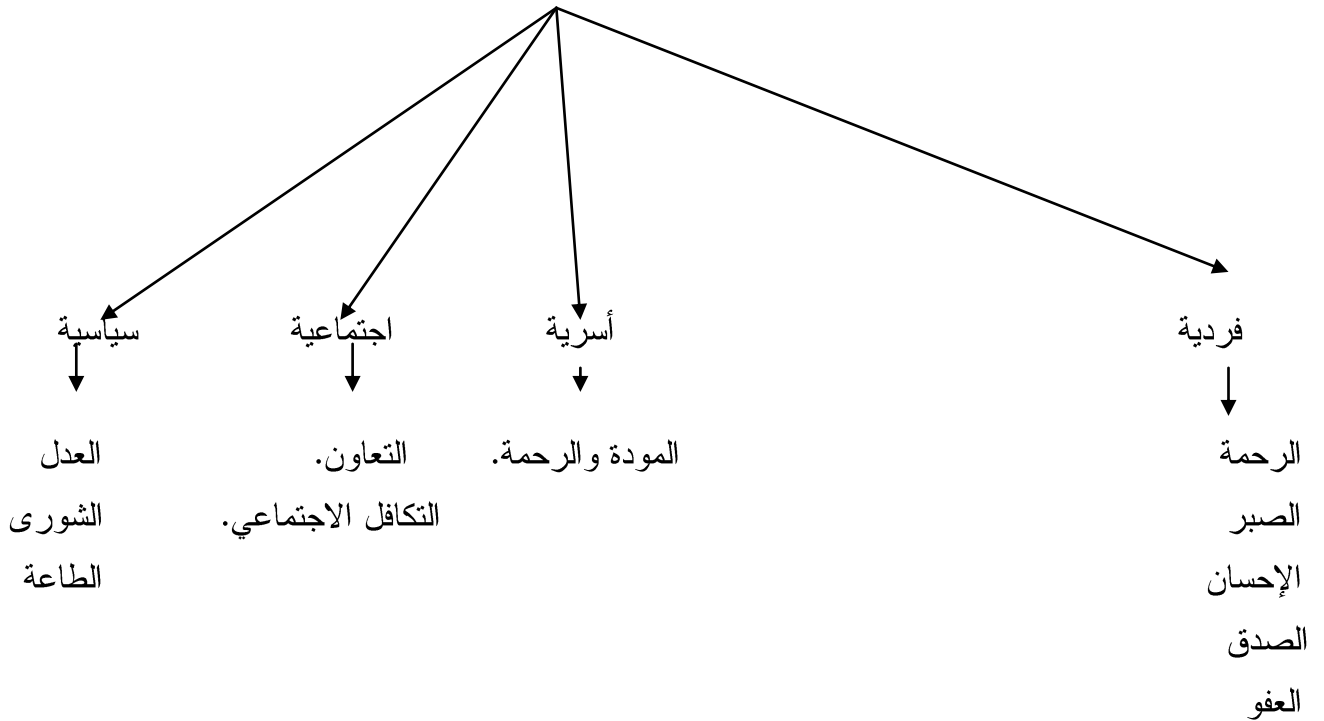 فردية
أسرية
اجتماعية
سياسية
الرحمة
الصبر
الإحسان
الصدق
العفو
المودة والرحمة.
التعاون.
التكافل الاجتماعي.
العدل
الشورى
الطاعة